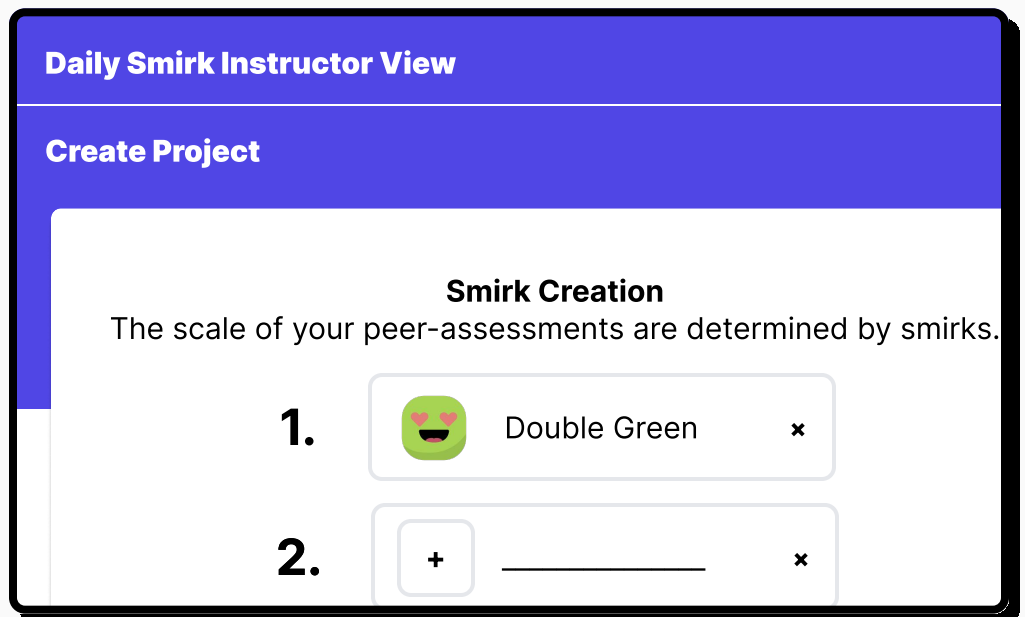 Daily Smirk Instructor View
Create Project
Smirk Creation
The scale of your peer-assessments are determined by smirks.
1. Double Green ×
2. + ______________ ×